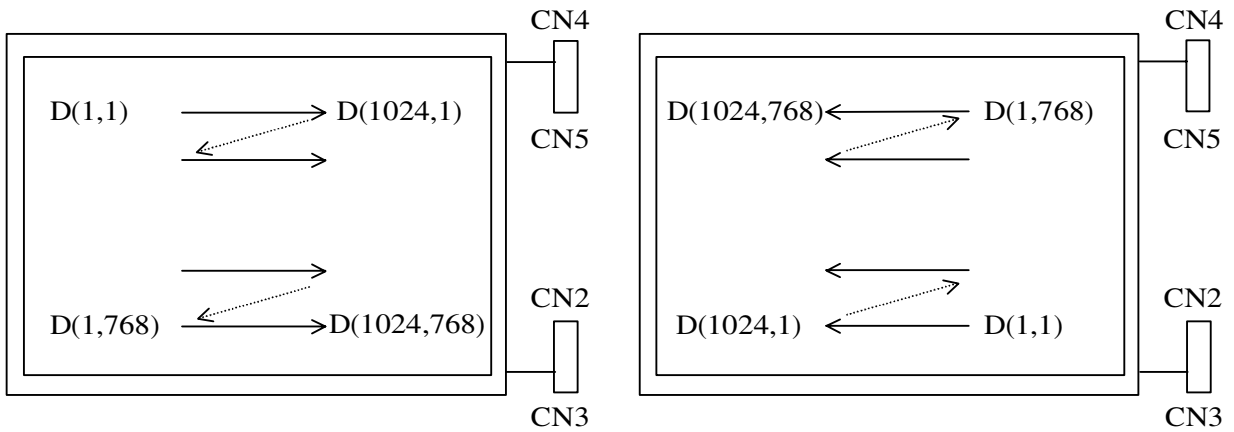 CN4 CN4
D(1,1) D(1024,1) D(1024,768) D(1,768)
CN5 CN5
CN2 CN2
D(1,768) D(1024,768) D(1024,1) D(1,1)
CN3 CN3